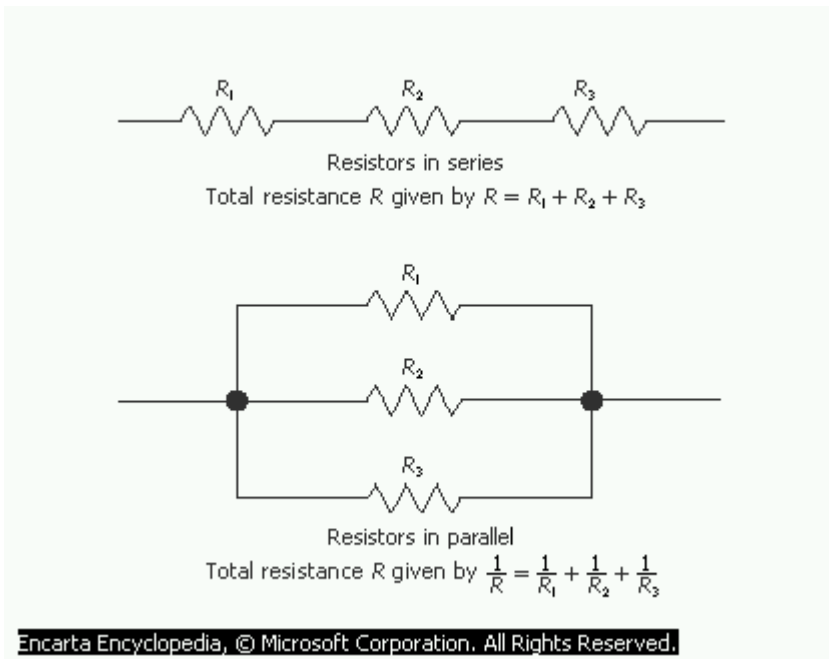 R₁ R₂ R₃
Resistors in series
Total resistance R given by R = R₁ + R₂ + R₃
R₁
R₂
R₃
Resistors in parallel
Total resistance R given by 1/R = 1/R₁ + 1/R₂ + 1/R₃
Encarta Encyclopedia, © Microsoft Corporation. All Rights Reserved.